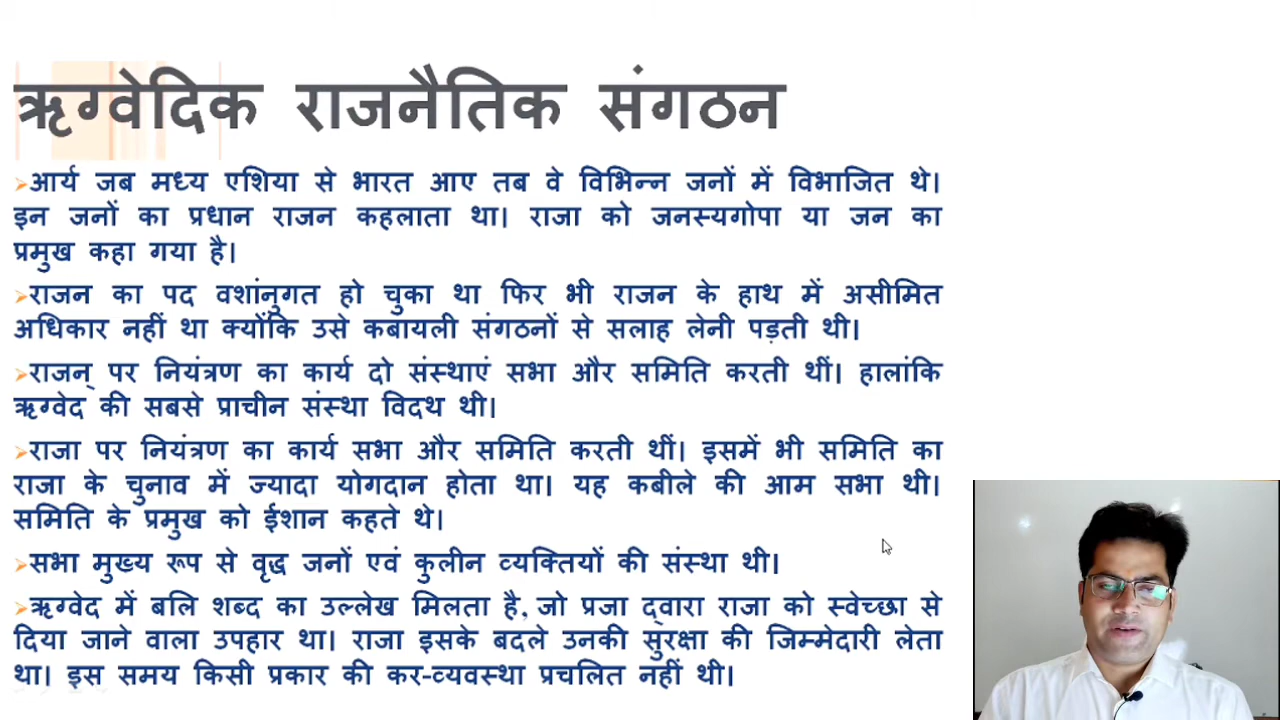 ऋग्वेदिक राजनैतिक संगठन
➢आर्य जब मध्य एशिया से भारत आए तब वे विभिन्न जनों में विभाजित थे।
इन जनों का प्रधान राजन कहलाता था। राजा को जनस्यगोपा या जन का
प्रमुख कहा गया है।
➢राजन का पद वशांनुगत हो चुका था फिर भी राजन के हाथ में असीमित
अधिकार नहीं था क्योंकि उसे कबायली संगठनों से सलाह लेनी पड़ती थी।
➢राजन् पर नियंत्रण का कार्य दो संस्थाएं सभा और समिति करती थीं। हालांकि
ऋग्वेद की सबसे प्राचीन संस्था विदथ थी।
➢राजा पर नियंत्रण का कार्य सभा और समिति करती थीं। इसमें भी समिति का
राजा के चुनाव में ज्यादा योगदान होता था। यह कबीले की आम सभा थी।
समिति के प्रमुख को ईशान कहते थे।
➢सभा मुख्य रूप से वृद्ध जनों एवं कुलीन व्यक्तियों की संस्था थी।
➢ऋग्वेद में बलि शब्द का उल्लेख मिलता है, जो प्रजा द्वारा राजा को स्वेच्छा से
दिया जाने वाला उपहार था। राजा इसके बदले उनकी सुरक्षा की जिम्मेदारी लेता
था। इस समय किसी प्रकार की कर-व्यवस्था प्रचलित नहीं थी।